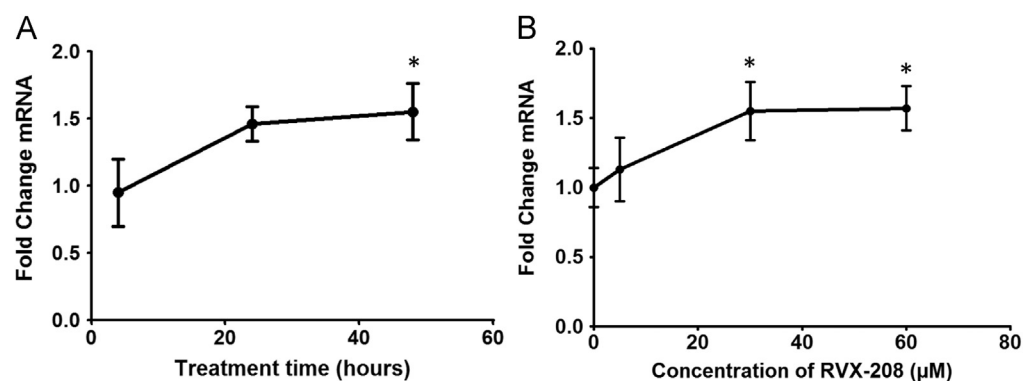 A
Fold Change mRNA
2.0
1.5
1.0
0.5
0.0
*
0 20 40 60
Treatment time (hours)
B
Fold Change mRNA
2.0
1.5
1.0
0.5
0.0
* *
0 20 40 60 80
Concentration of RVX-208 (µM)